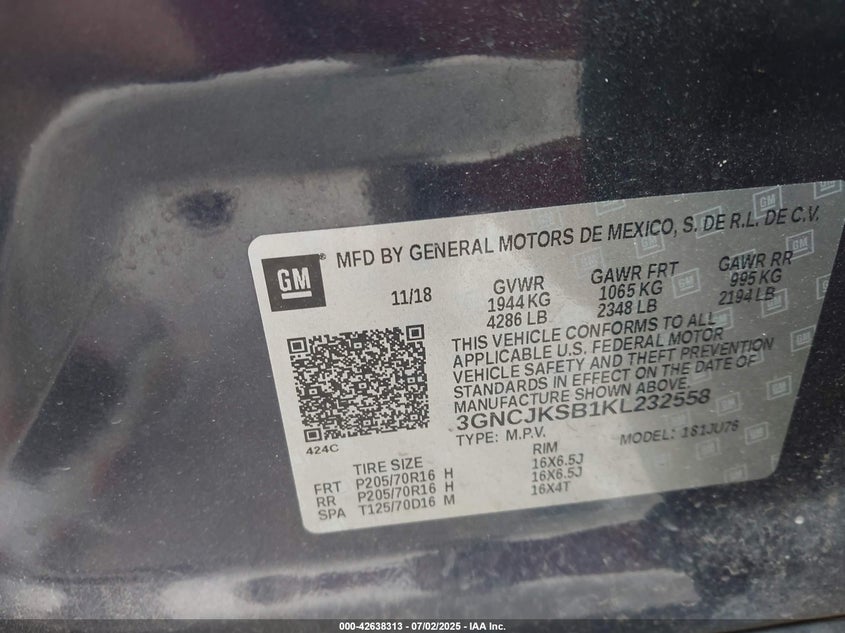 MFD BY GENERAL MOTORS DE MEXICO, S. DE R.L. DE C.V.
GM
11/18
GVWR GAWR FRT GAWR RR
1944 KG 1065 KG 995 KG
4286 LB 2348 LB 2194 LB
THIS VEHICLE CONFORMS TO ALL
APPLICABLE U.S. FEDERAL MOTOR
VEHICLE SAFETY AND THEFT PREVENTION
STANDARDS IN EFFECT ON THE DATE OF
MANUFACTURE SHOWN ABOVE.
3GNCJKSB1KL232558
TYPE: M.P.V. MODEL: 1S1JU76
424C
TIRE SIZE RIM
FRT P205/70R16 H 16X6.5J
RR P205/70R16 H 16X6.5J
SPA T125/70D16 M 16X4T
000-42638313 - 07/02/2025 - IAA Inc.